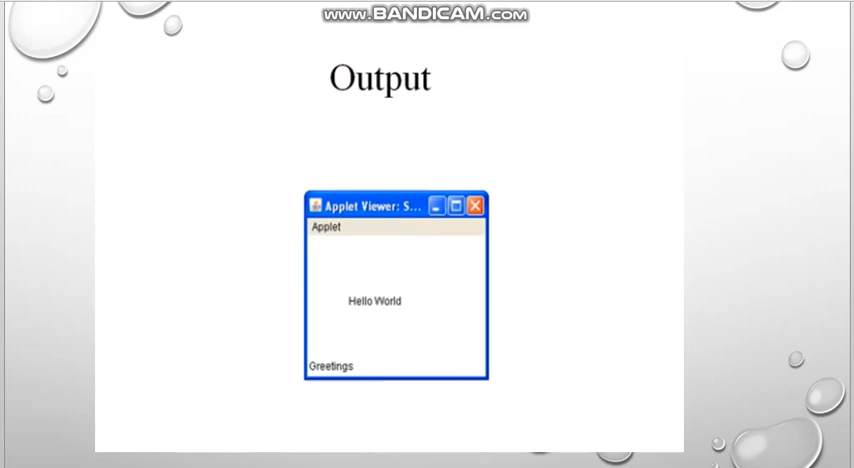 www.BANDICAM.com
Output
Applet Viewer: S...
Applet
Hello World
Greetings